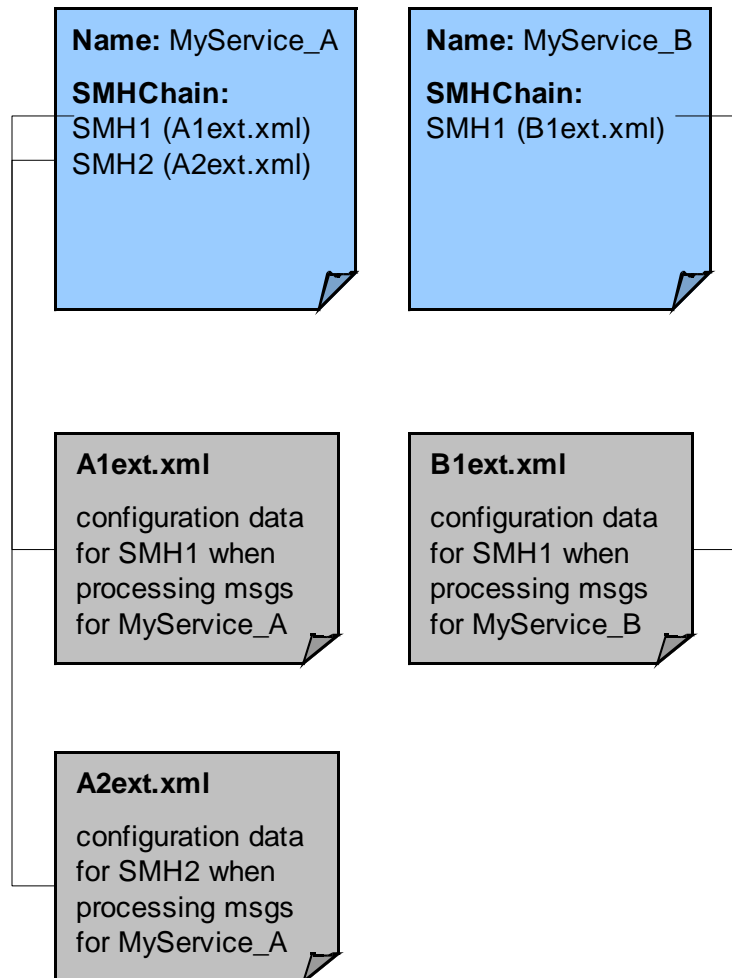 Name: MyService_A
SMHChain:
SMH1 (A1ext.xml)
SMH2 (A2ext.xml)
Name: MyService_B
SMHChain:
SMH1 (B1ext.xml)
A1ext.xml
configuration data
for SMH1 when
processing msgs
for MyService_A
B1ext.xml
configuration data
for SMH1 when
processing msgs
for MyService_B
A2ext.xml
configuration data
for SMH2 when
processing msgs
for MyService_A